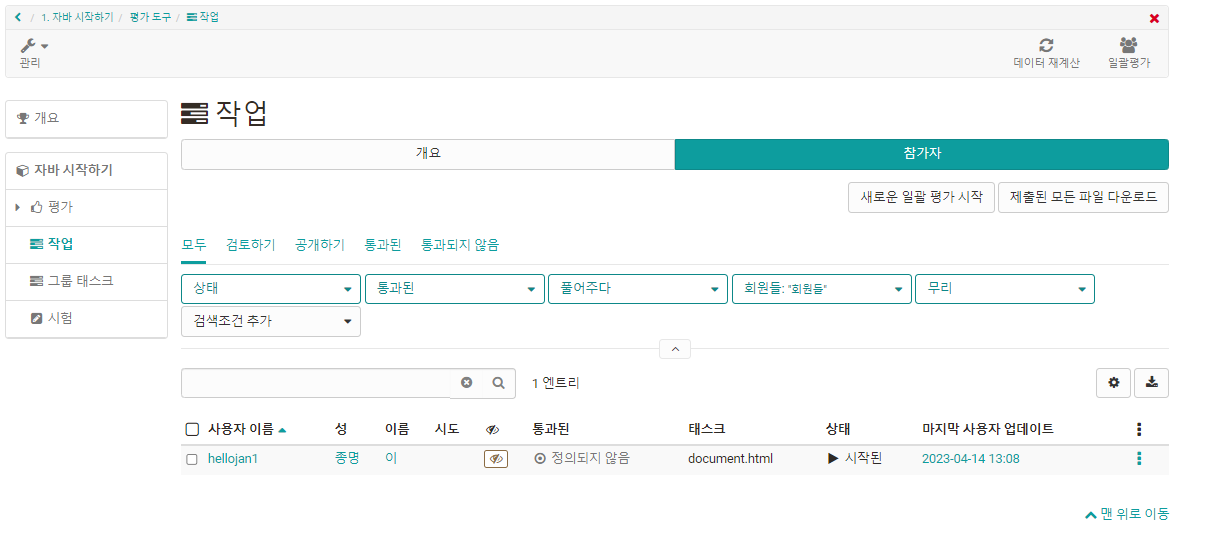 / 1. 자바 시작하기 / 평가 도구 / 작업
관리
데이터 재계산
일괄평가
개요
자바 시작하기
평가
작업
그룹 태스크
시험
작업
개요
참가자
새로운 일괄 평가 시작
제출된 모든 파일 다운로드
모두 검토하기 공개하기 통과된 통과되지 않음
상태 통과된 풀어주다 회원들: "회원들" 무리
검색조건 추가
1 엔트리
사용자 이름 성 이름 시도 통과된 태스크 상태 마지막 사용자 업데이트
hellojan1 종명 이 정의되지 않음 document.html 시작된 2023-04-14 13:08
맨 위로 이동